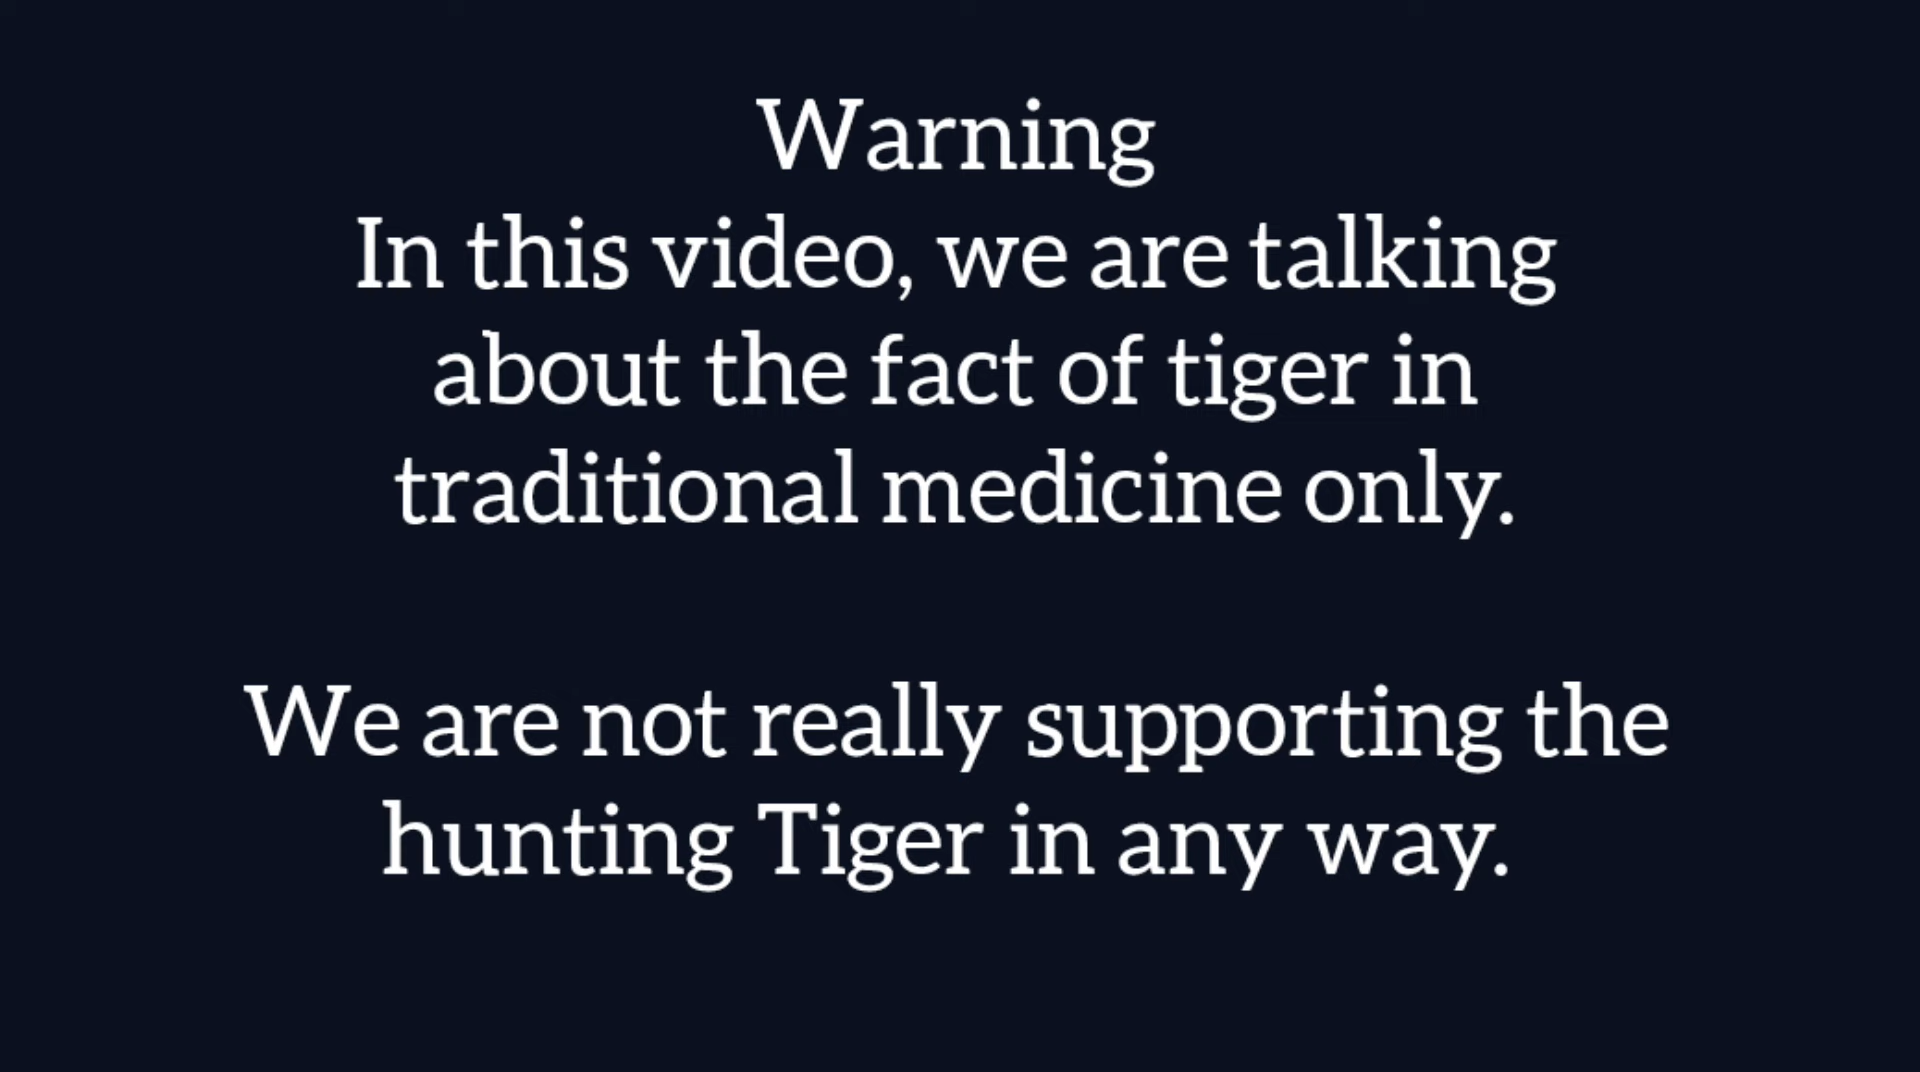 Warning
In this video, we are talking
about the fact of tiger in
traditional medicine only.
We are not really supporting the
hunting Tiger in any way.